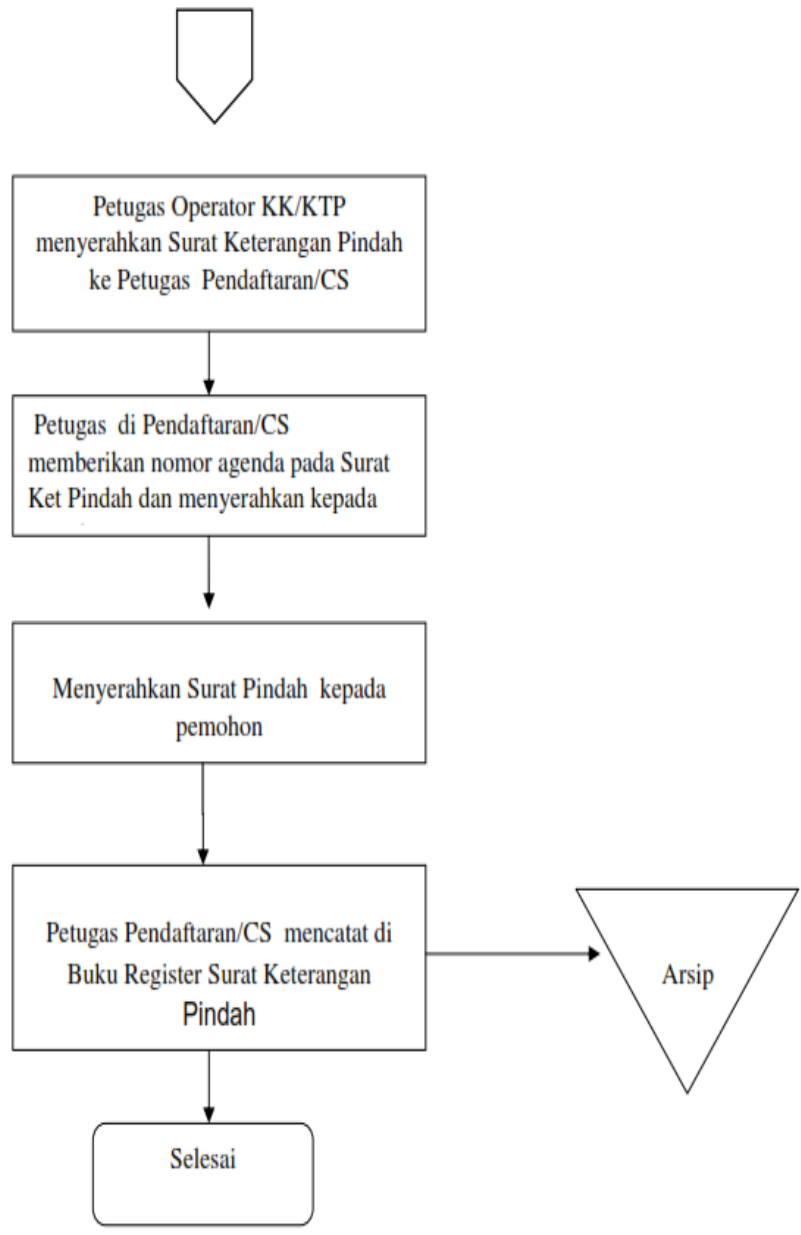 Petugas Operator KK/KTP
menyerahkan Surat Keterangan Pindah
ke Petugas Pendaftaran/CS
Petugas di Pendaftaran/CS
memberikan nomor agenda pada Surat
Ket Pindah dan menyerahkan kepada
Menyerahkan Surat Pindah kepada
pemohon
Petugas Pendaftaran/CS mencatat di
Buku Register Surat Keterangan
Pindah
Arsip
Selesai